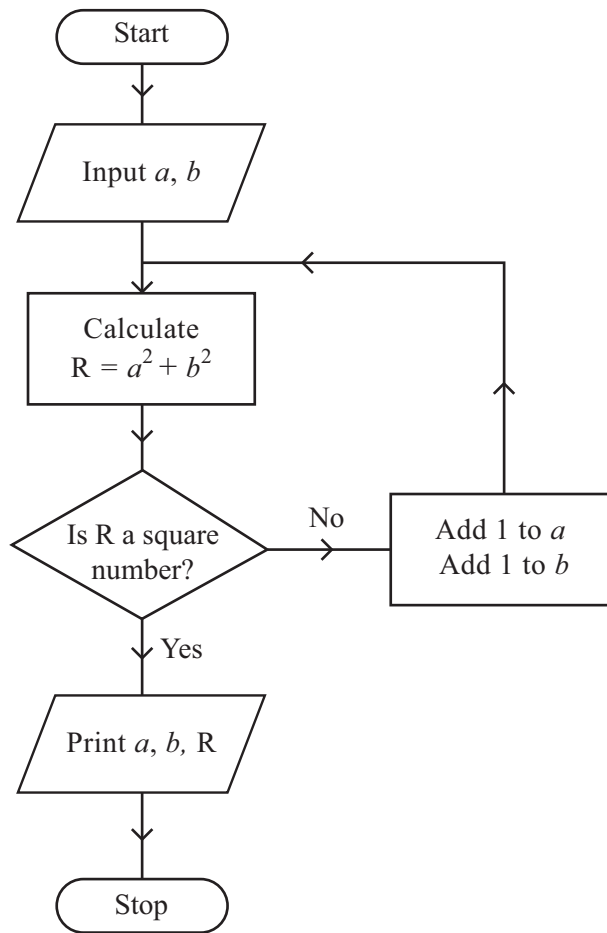 Start
Input a, b
Calculate
R = a² + b²
Is R a square
number?
No
Add 1 to a
Add 1 to b
Yes
Print a, b, R
Stop